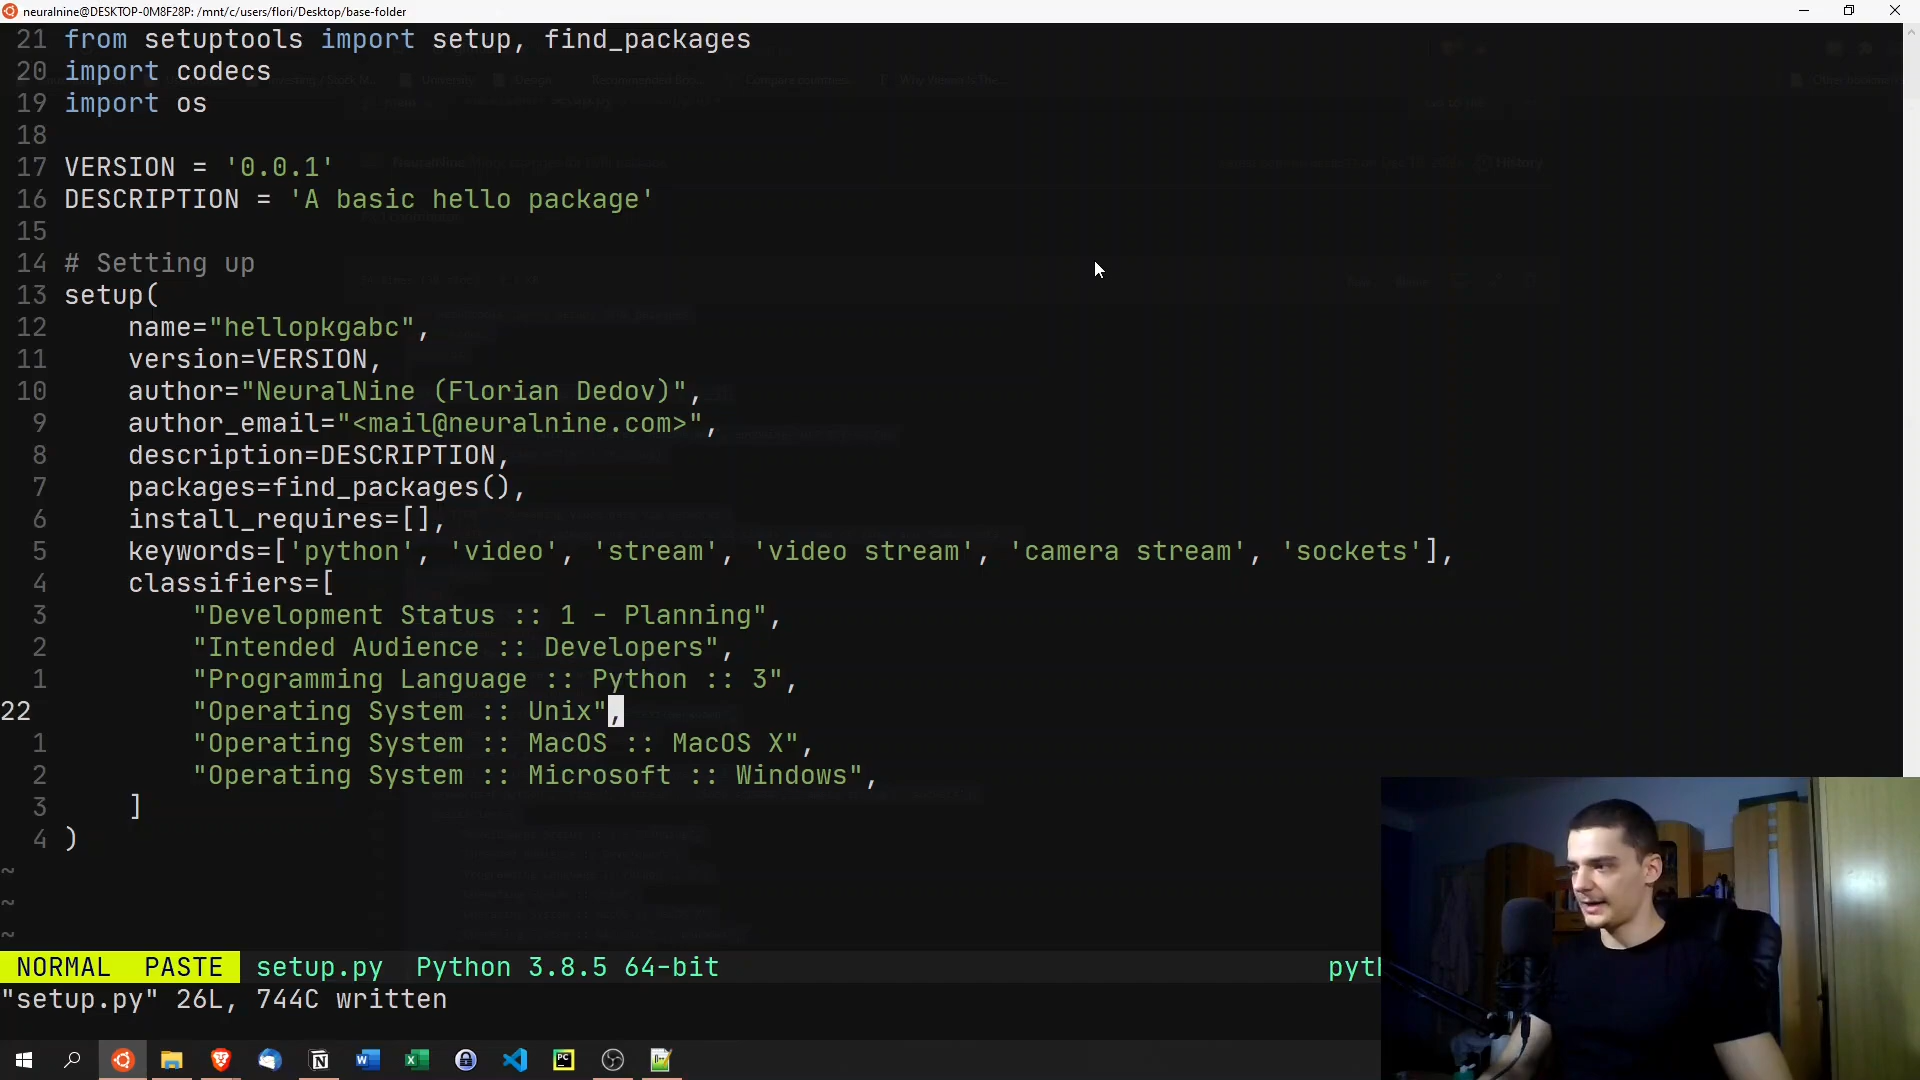 neuralnine@DESKTOP-0M8F28P: /mnt/c/users/flori/Desktop/base-folder
21 from setuptools import setup, find_packages
20 import codecs
19 import os
18
17 VERSION = '0.0.1'
16 DESCRIPTION = 'A basic hello package'
15
14 # Setting up
13 setup(
12     name="hellopkgabc",
11     version=VERSION,
10     author="NeuralNine (Florian Dedov)",
9     author_email="<mail@neuralnine.com>",
8     description=DESCRIPTION,
7     packages=find_packages(),
6     install_requires=[],
5     keywords=['python', 'video', 'stream', 'video stream', 'camera stream', 'sockets'],
4     classifiers=[
3         "Development Status :: 1 - Planning",
2         "Intended Audience :: Developers",
1         "Programming Language :: Python :: 3",
22         "Operating System :: Unix",
1         "Operating System :: MacOS :: MacOS X",
2         "Operating System :: Microsoft :: Windows",
3     ]
4 )
~
~
~
NORMAL PASTE setup.py Python 3.8.5 64-bit pyth
"setup.py" 26L, 744C written